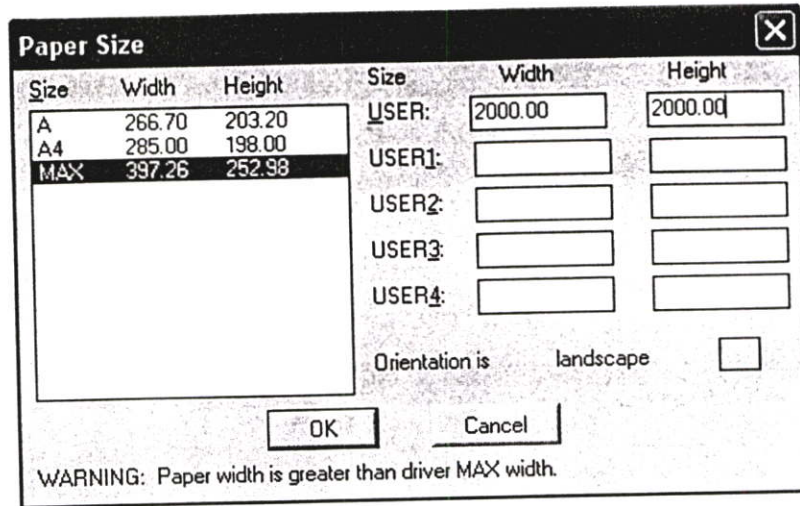 Paper Size
Size Width Height
A 266.70 203.20
A4 285.00 198.00
MAX 397.26 252.98
Size Width Height
USER: 2000.00 2000.00
USER1:
USER2:
USER3:
USER4:
Orientation is landscape
OK Cancel
WARNING: Paper width is greater than driver MAX width.